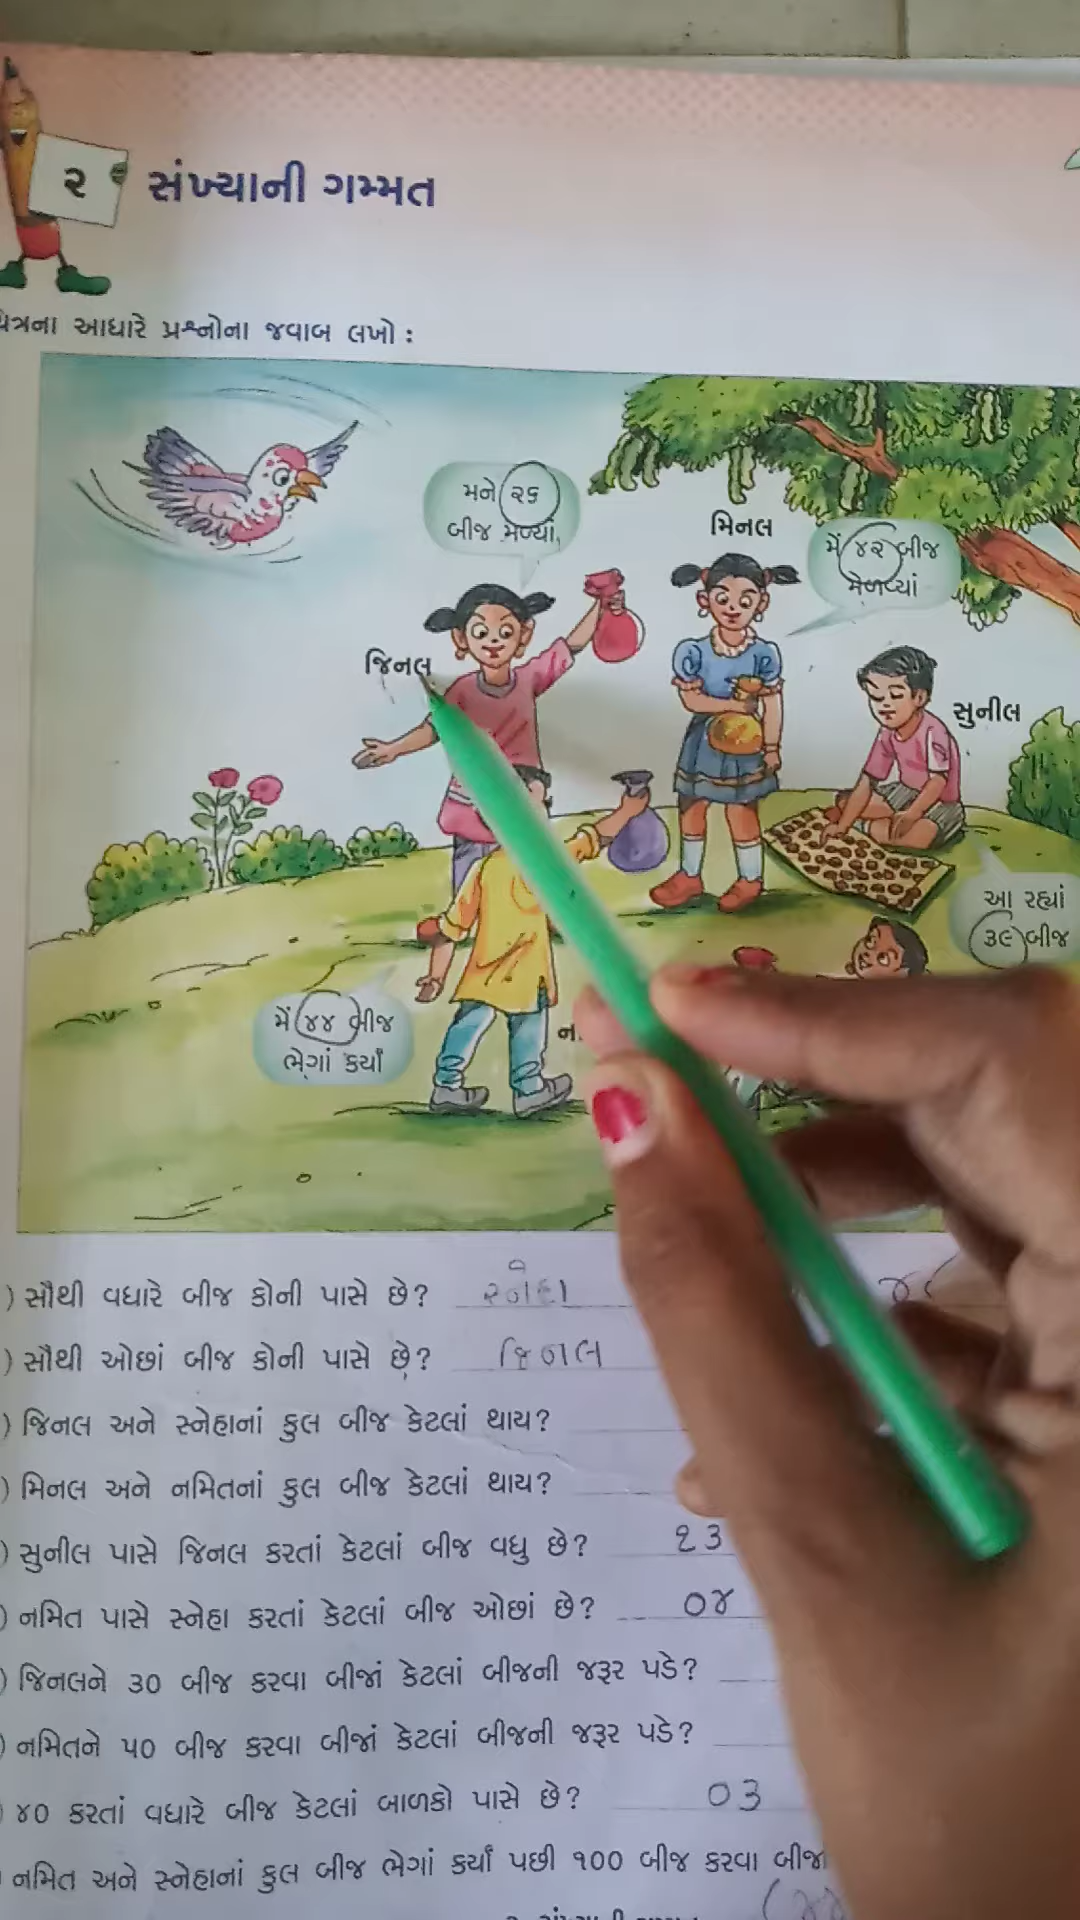 ૨ સંખ્યાની ગમ્મત
ચિત્રના આધારે પ્રશ્નોના જવાબ લખો :
મને ૨૬
બીજ મળ્યાં,
મિનલ
મેં ૪૨ બીજ
મેળવ્યાં
જિનલ
સુનીલ
આ રહ્યાં
૩૯ બીજ
મેં ૪૪ બીજ
ભેગાં કર્યાં
) સૌથી વધારે બીજ કોની પાસે છે? સ્નેહા
) સૌથી ઓછાં બીજ કોની પાસે છે? જિનલ
) જિનલ અને સ્નેહાનાં કુલ બીજ કેટલાં થાય?
) મિનલ અને નમિતનાં કુલ બીજ કેટલાં થાય?
) સુનીલ પાસે જિનલ કરતાં કેટલાં બીજ વધુ છે? ૧૩
) નમિત પાસે સ્નેહા કરતાં કેટલાં બીજ ઓછાં છે? ૦૪
) જિનલને ૩૦ બીજ કરવા બીજાં કેટલાં બીજની જરૂર પડે?
) નમિતને ૫૦ બીજ કરવા બીજાં કેટલાં બીજની જરૂર પડે?
૪૦ કરતાં વધારે બીજ કેટલાં બાળકો પાસે છે? ૦૩
નમિત અને સ્નેહાનાં કુલ બીજ ભેગાં કર્યાં પછી ૧૦૦ બીજ કરવા બીજાં